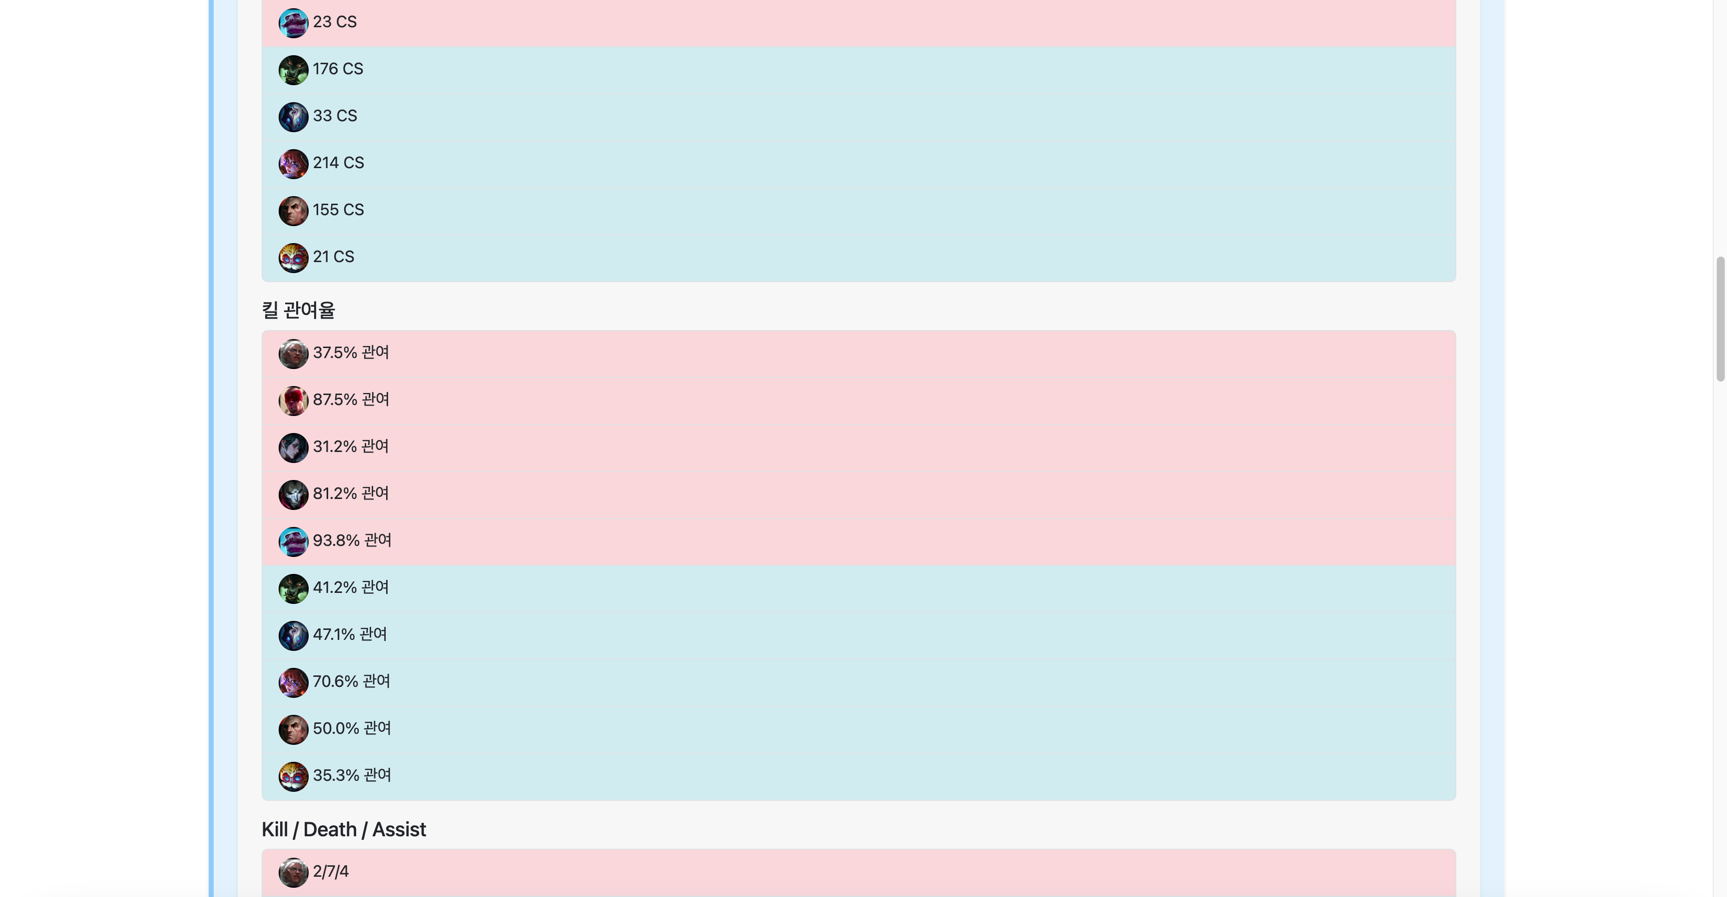 23 CS
176 CS
33 CS
214 CS
155 CS
21 CS
킬 관여율
37.5% 관여
87.5% 관여
31.2% 관여
81.2% 관여
93.8% 관여
41.2% 관여
47.1% 관여
70.6% 관여
50.0% 관여
35.3% 관여
Kill / Death / Assist
2/7/4